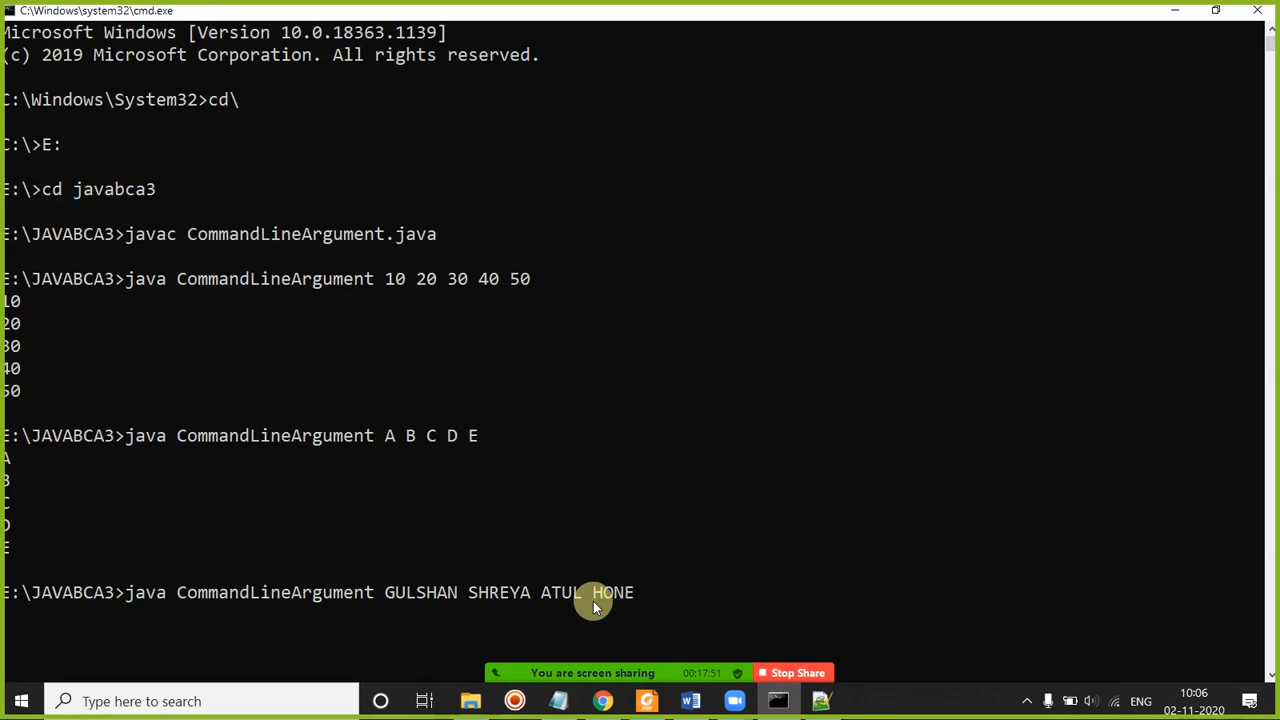 C:\Windows\system32\cmd.exe
Microsoft Windows [Version 10.0.18363.1139]
(c) 2019 Microsoft Corporation. All rights reserved.
C:\Windows\System32>cd\
C:\>E:
E:\>cd javabca3
E:\JAVABCA3>javac CommandLineArgument.java
E:\JAVABCA3>java CommandLineArgument 10 20 30 40 50
10
20
30
40
50
E:\JAVABCA3>java CommandLineArgument A B C D E
A
B
C
D
E
E:\JAVABCA3>java CommandLineArgument GULSHAN SHREYA ATUL HONE
You are screen sharing 00:17:51 Stop Share
Type here to search
ENG
10:06
02-11-2020